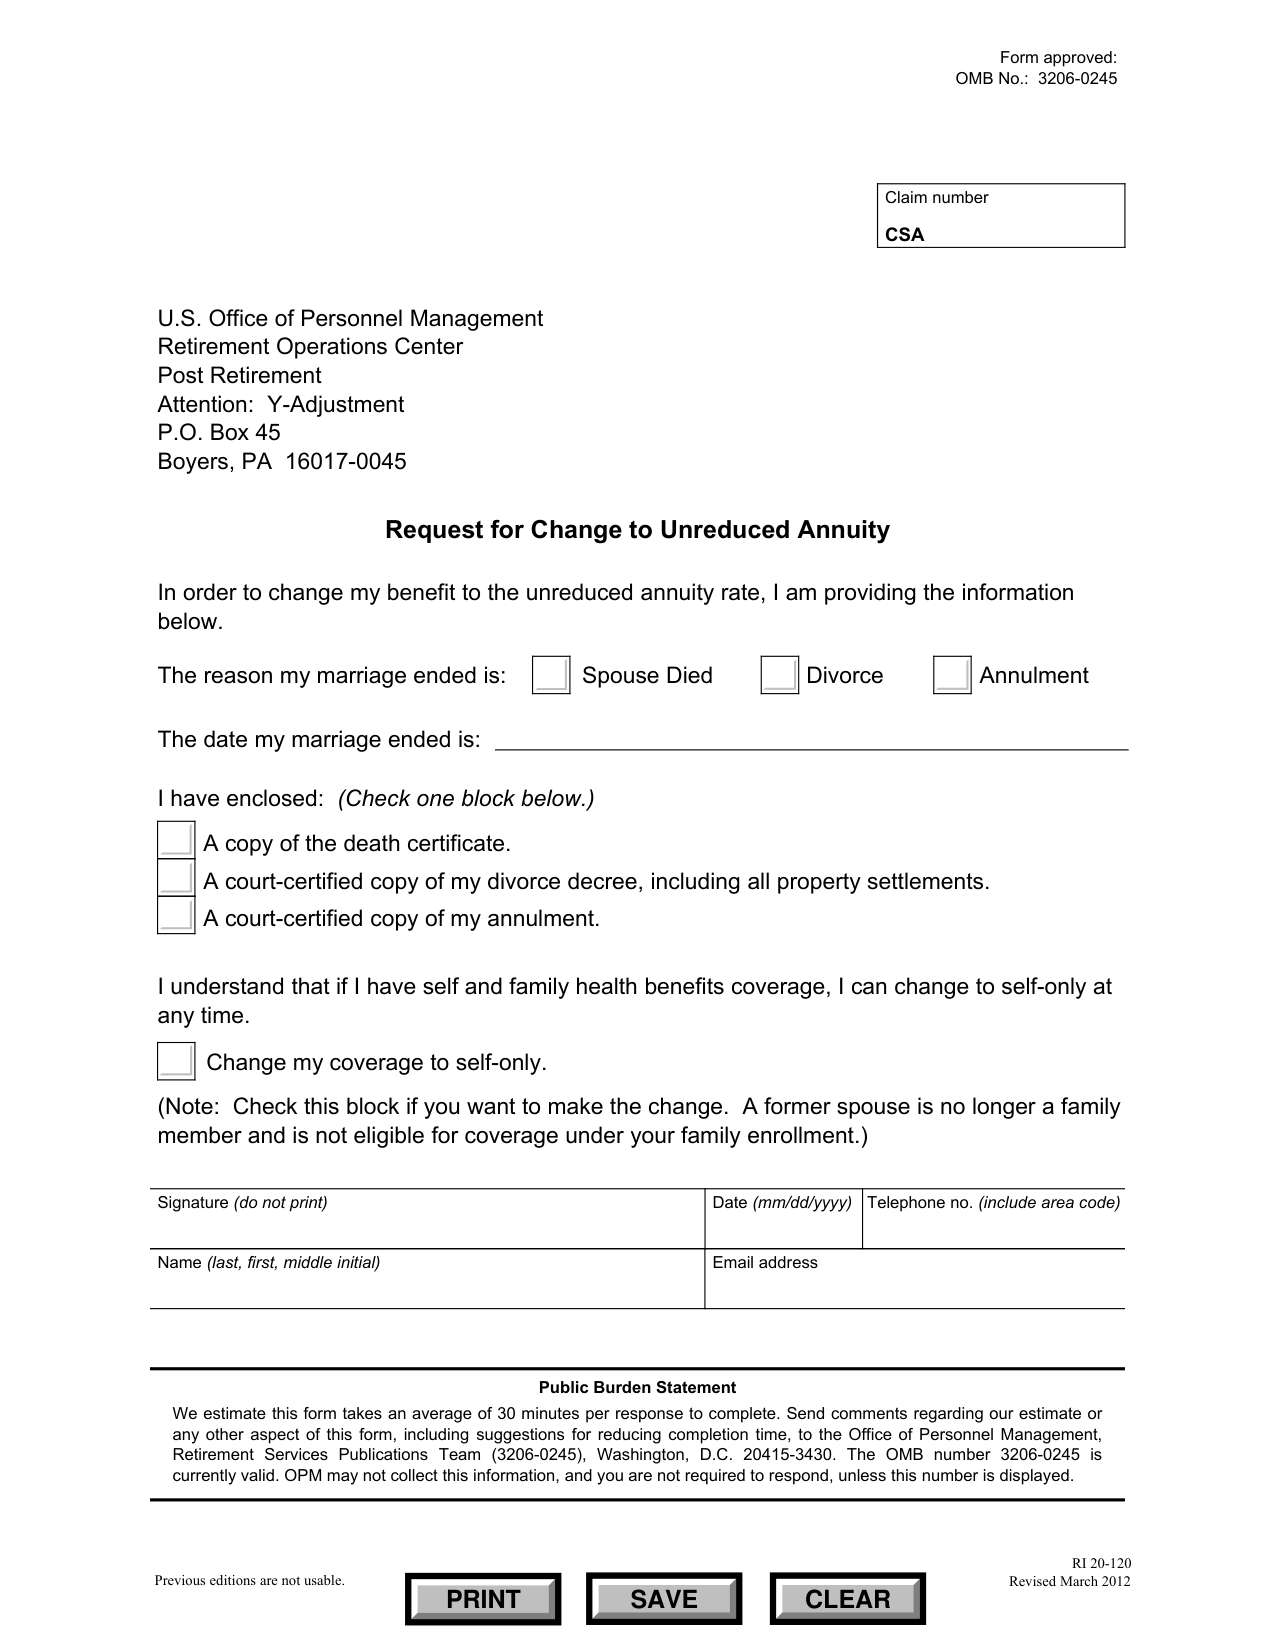 Form approved:
OMB No.: 3206-0245
Claim number
CSA
U.S. Office of Personnel Management
Retirement Operations Center
Post Retirement
Attention: Y-Adjustment
P.O. Box 45
Boyers, PA 16017-0045
Request for Change to Unreduced Annuity
In order to change my benefit to the unreduced annuity rate, I am providing the information
below.
The reason my marriage ended is: Spouse Died Divorce Annulment
The date my marriage ended is:
I have enclosed: (Check one block below.)
A copy of the death certificate.
A court-certified copy of my divorce decree, including all property settlements.
A court-certified copy of my annulment.
I understand that if I have self and family health benefits coverage, I can change to self-only at
any time.
Change my coverage to self-only.
(Note: Check this block if you want to make the change. A former spouse is no longer a family
member and is not eligible for coverage under your family enrollment.)
Signature (do not print) Date (mm/dd/yyyy) Telephone no. (include area code)
Name (last, first, middle initial) Email address
Public Burden Statement
We estimate this form takes an average of 30 minutes per response to complete. Send comments regarding our estimate or
any other aspect of this form, including suggestions for reducing completion time, to the Office of Personnel Management,
Retirement Services Publications Team (3206-0245), Washington, D.C. 20415-3430. The OMB number 3206-0245 is
currently valid. OPM may not collect this information, and you are not required to respond, unless this number is displayed.
RI 20-120
Previous editions are not usable. Revised March 2012
PRINT SAVE CLEAR